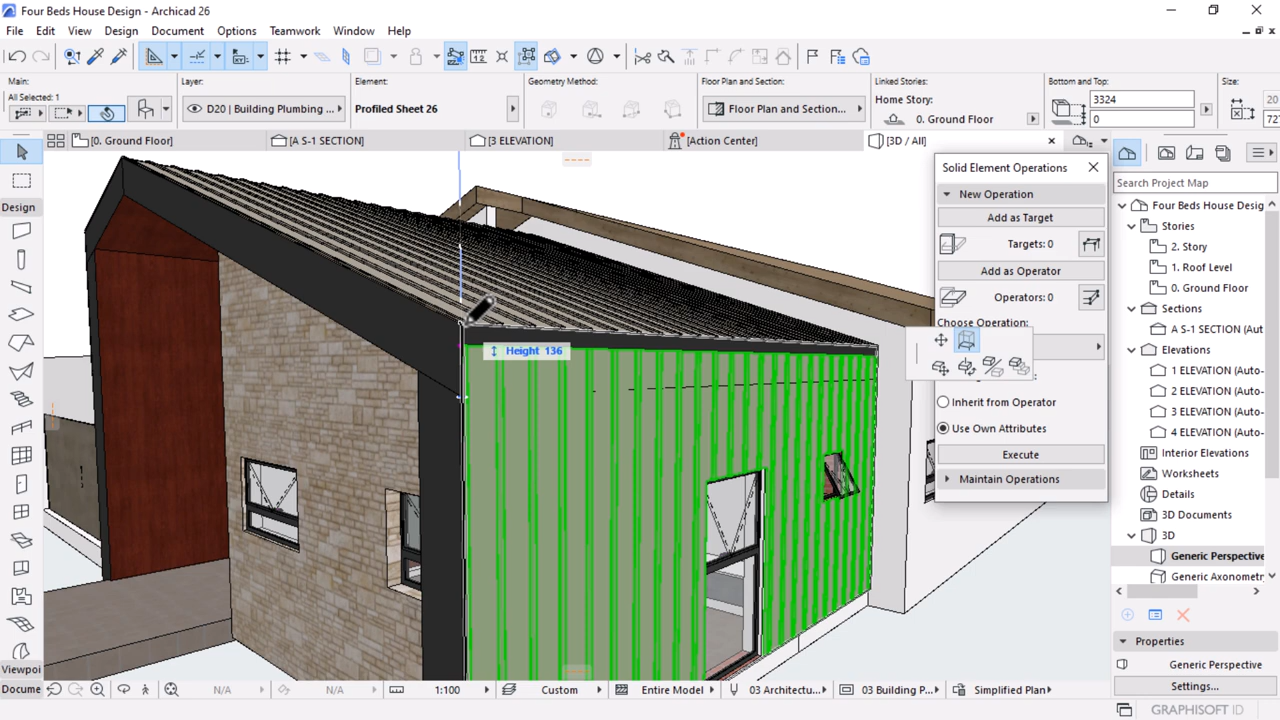 Four Beds House Design - Archicad 26
File Edit View Design Document Options Teamwork Window Help
Main:
All Selected: 1
Layer:
D20 | Building Plumbing ...
Element:
Profiled Sheet 26
Geometry Method:
Floor Plan and Section:
Floor Plan and Section...
Linked Stories:
Home Story:
0. Ground Floor
Bottom and Top:
3324
0
Size:
20
72
[0. Ground Floor]
[A S-1 SECTION]
[3 ELEVATION]
[Action Center]
[3D / All]
Design
Viewpoi
Docume
Height 136
Solid Element Operations
New Operation
Add as Target
Targets: 0
Add as Operator
Operators: 0
Choose Operation:
Inherit from Operator
Use Own Attributes
Execute
Maintain Operations
Search Project Map
Four Beds House Desig
Stories
2. Story
1. Roof Level
0. Ground Floor
Sections
A S-1 SECTION (Auto-
Elevations
1 ELEVATION (Auto-
2 ELEVATION (Auto-
3 ELEVATION (Auto-
4 ELEVATION (Auto-
Interior Elevations
Worksheets
Details
3D Documents
3D
Generic Perspective
Generic Axonometry
Properties
Generic Perspective
Settings...
N/A N/A 1:100 Custom Entire Model 03 Architectu... 03 Building P... Simplified Plan
GRAPHISOFT ID